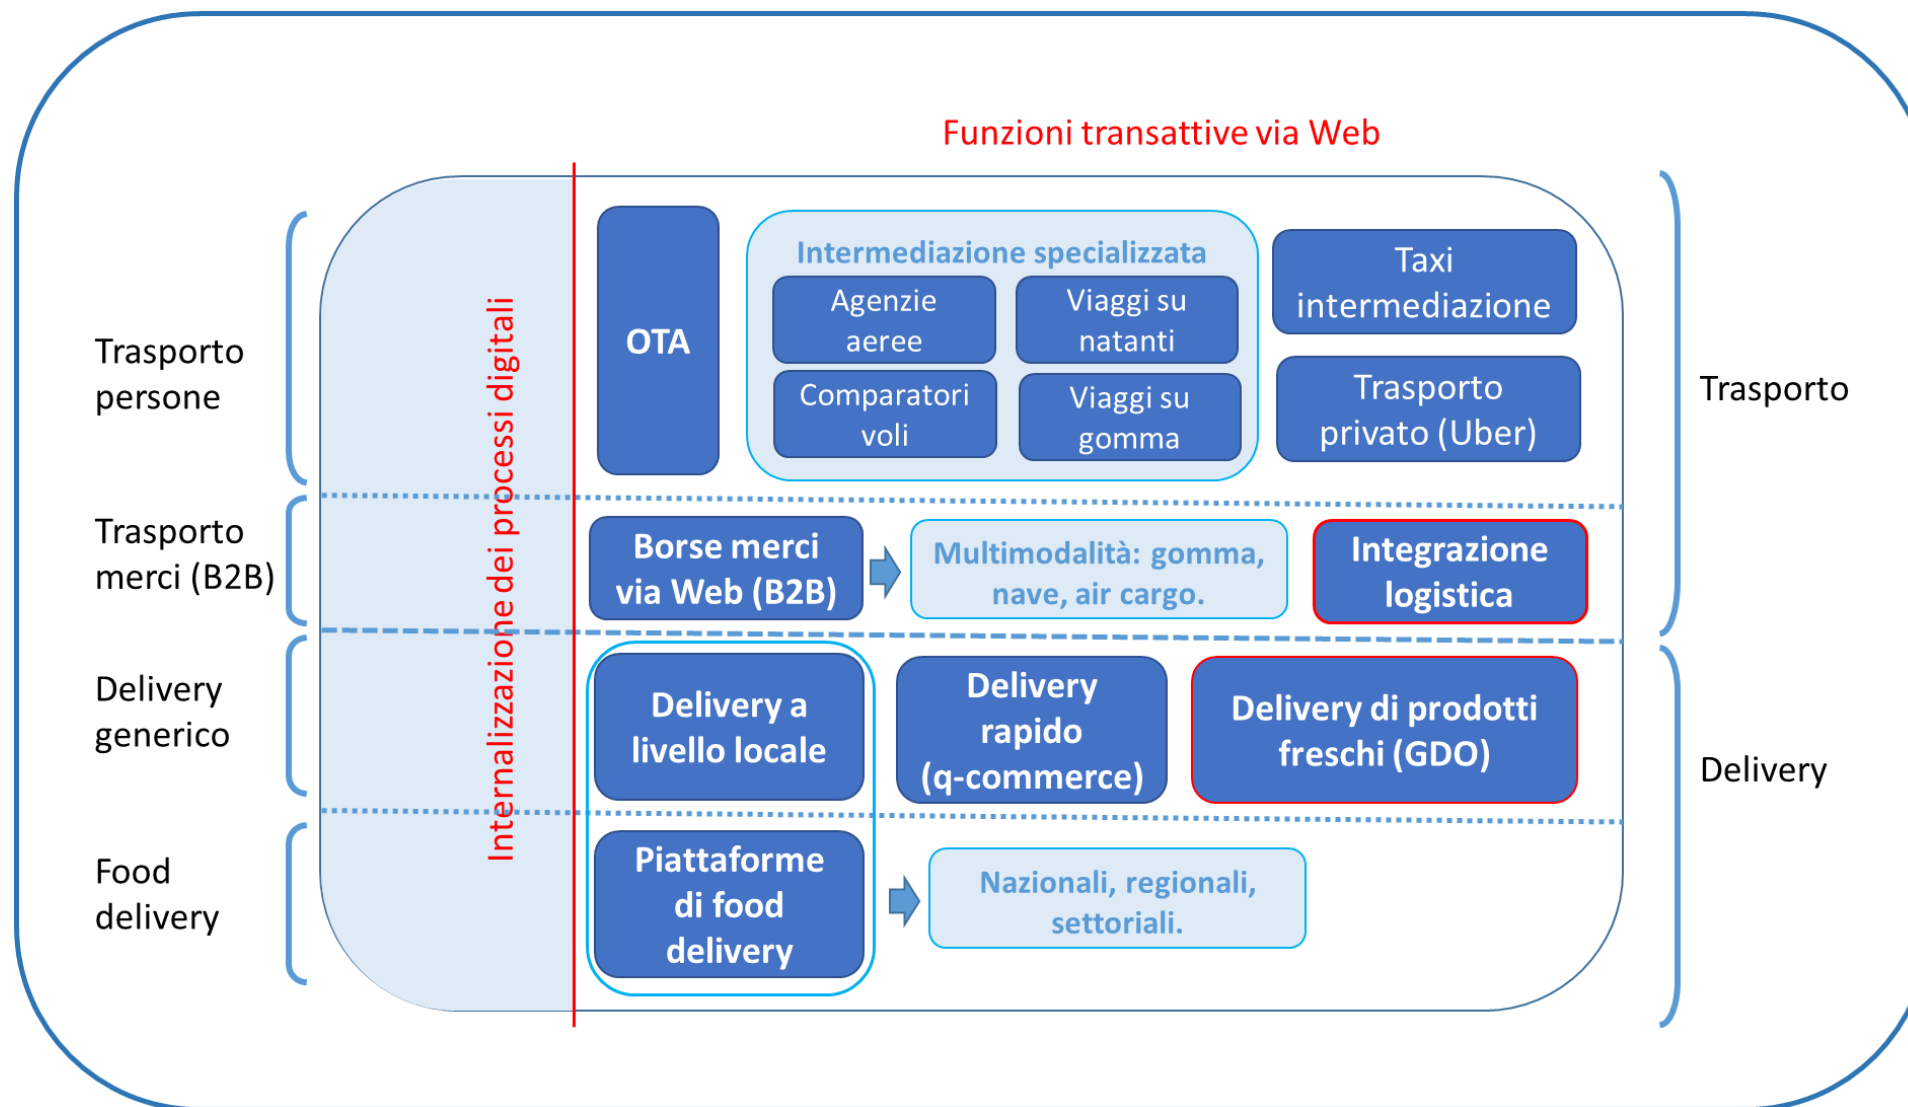 Funzioni transattive via Web
Internalizzazione dei processi digitali
Trasporto
persone
OTA
Intermediazione specializzata
Agenzie
aeree
Viaggi su
natanti
Comparatori
voli
Viaggi su
gomma
Taxi
intermediazione
Trasporto
privato (Uber)
Trasporto
Trasporto
merci (B2B)
Borse merci
via Web (B2B)
Multimodalità: gomma,
nave, air cargo.
Integrazione
logistica
Delivery
generico
Delivery a
livello locale
Delivery
rapido
(q-commerce)
Delivery di prodotti
freschi (GDO)
Delivery
Food
delivery
Piattaforme
di food
delivery
Nazionali, regionali,
settoriali.